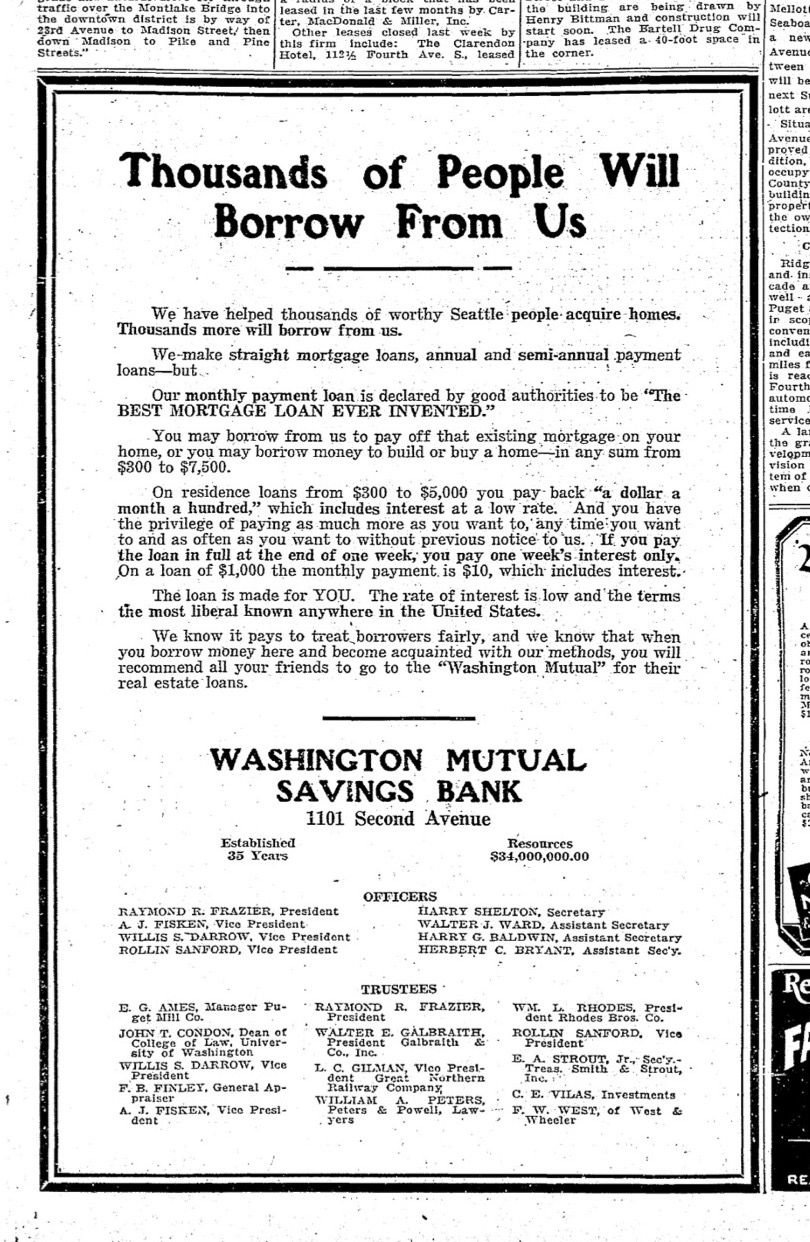 traffic over the Montlake Bridge into
the downtown district is by way of
23rd Avenue to Madison Street, then
down Madison to Pike and Pine
Streets."
leased in the last few months by Car-
ter, MacDonald & Miller, Inc.
Other leases closed last week by
this firm include: The Clarendon
Hotel, 112½ Fourth Ave. S., leased
the building are being drawn by
Henry Bittman and construction will
start soon. The Bartell Drug Com-
pany has leased a 40-foot space in
the corner.
Thousands of People Will
Borrow From Us
We have helped thousands of worthy Seattle people acquire homes.
Thousands more will borrow from us.
We make straight mortgage loans, annual and semi-annual payment
loans—but
Our monthly payment loan is declared by good authorities to be "The
BEST MORTGAGE LOAN EVER INVENTED."
You may borrow from us to pay off that existing mortgage on your
home, or you may borrow money to build or buy a home—in any sum from
$300 to $7,500.
On residence loans from $300 to $5,000 you pay back "a dollar a
month a hundred," which includes interest at a low rate. And you have
the privilege of paying as much more as you want to, any time you want
to and as often as you want to without previous notice to us. If you pay
the loan in full at the end of one week, you pay one week's interest only.
On a loan of $1,000 the monthly payment is $10, which includes interest.
The loan is made for YOU. The rate of interest is low and the terms
the most liberal known anywhere in the United States.
We know it pays to treat borrowers fairly, and we know that when
you borrow money here and become acquainted with our methods, you will
recommend all your friends to go to the "Washington Mutual" for their
real estate loans.
WASHINGTON MUTUAL
SAVINGS BANK
1101 Second Avenue
Established
35 Years
Resources
$34,000,000.00
OFFICERS
RAYMOND R. FRAZIER, President
A. J. FISKEN, Vice President
WILLIS S. DARROW, Vice President
ROLLIN SANFORD, Vice President
HARRY SHELTON, Secretary
WALTER J. WARD, Assistant Secretary
HARRY G. BALDWIN, Assistant Secretary
HERBERT C. BRYANT, Assistant Sec'y.
TRUSTEES
E. G. AMES, Manager Pu-
get Mill Co.
JOHN T. CONDON, Dean of
College of Law, Univer-
sity of Washington
WILLIS S. DARROW, Vice
President
F. B. FINLEY, General Ap-
praiser
A. J. FISKEN, Vice Presi-
dent
RAYMOND R. FRAZIER,
President
WALTER E. GALBRAITH,
President Galbraith &
Co., Inc.
L. C. GILMAN, Vice Presi-
dent Great Northern
Railway Company
WILLIAM A. PETERS,
Peters & Powell, Law-
yers
WM. L. RHODES, Presi-
dent Rhodes Bros. Co.
ROLLIN SANFORD, Vice
President
E. A. STROUT, Jr., Sec'y.-
Treas. Smith & Strout,
Inc.
C. E. VILAS, Investments
F. W. WEST, of West &
Wheeler